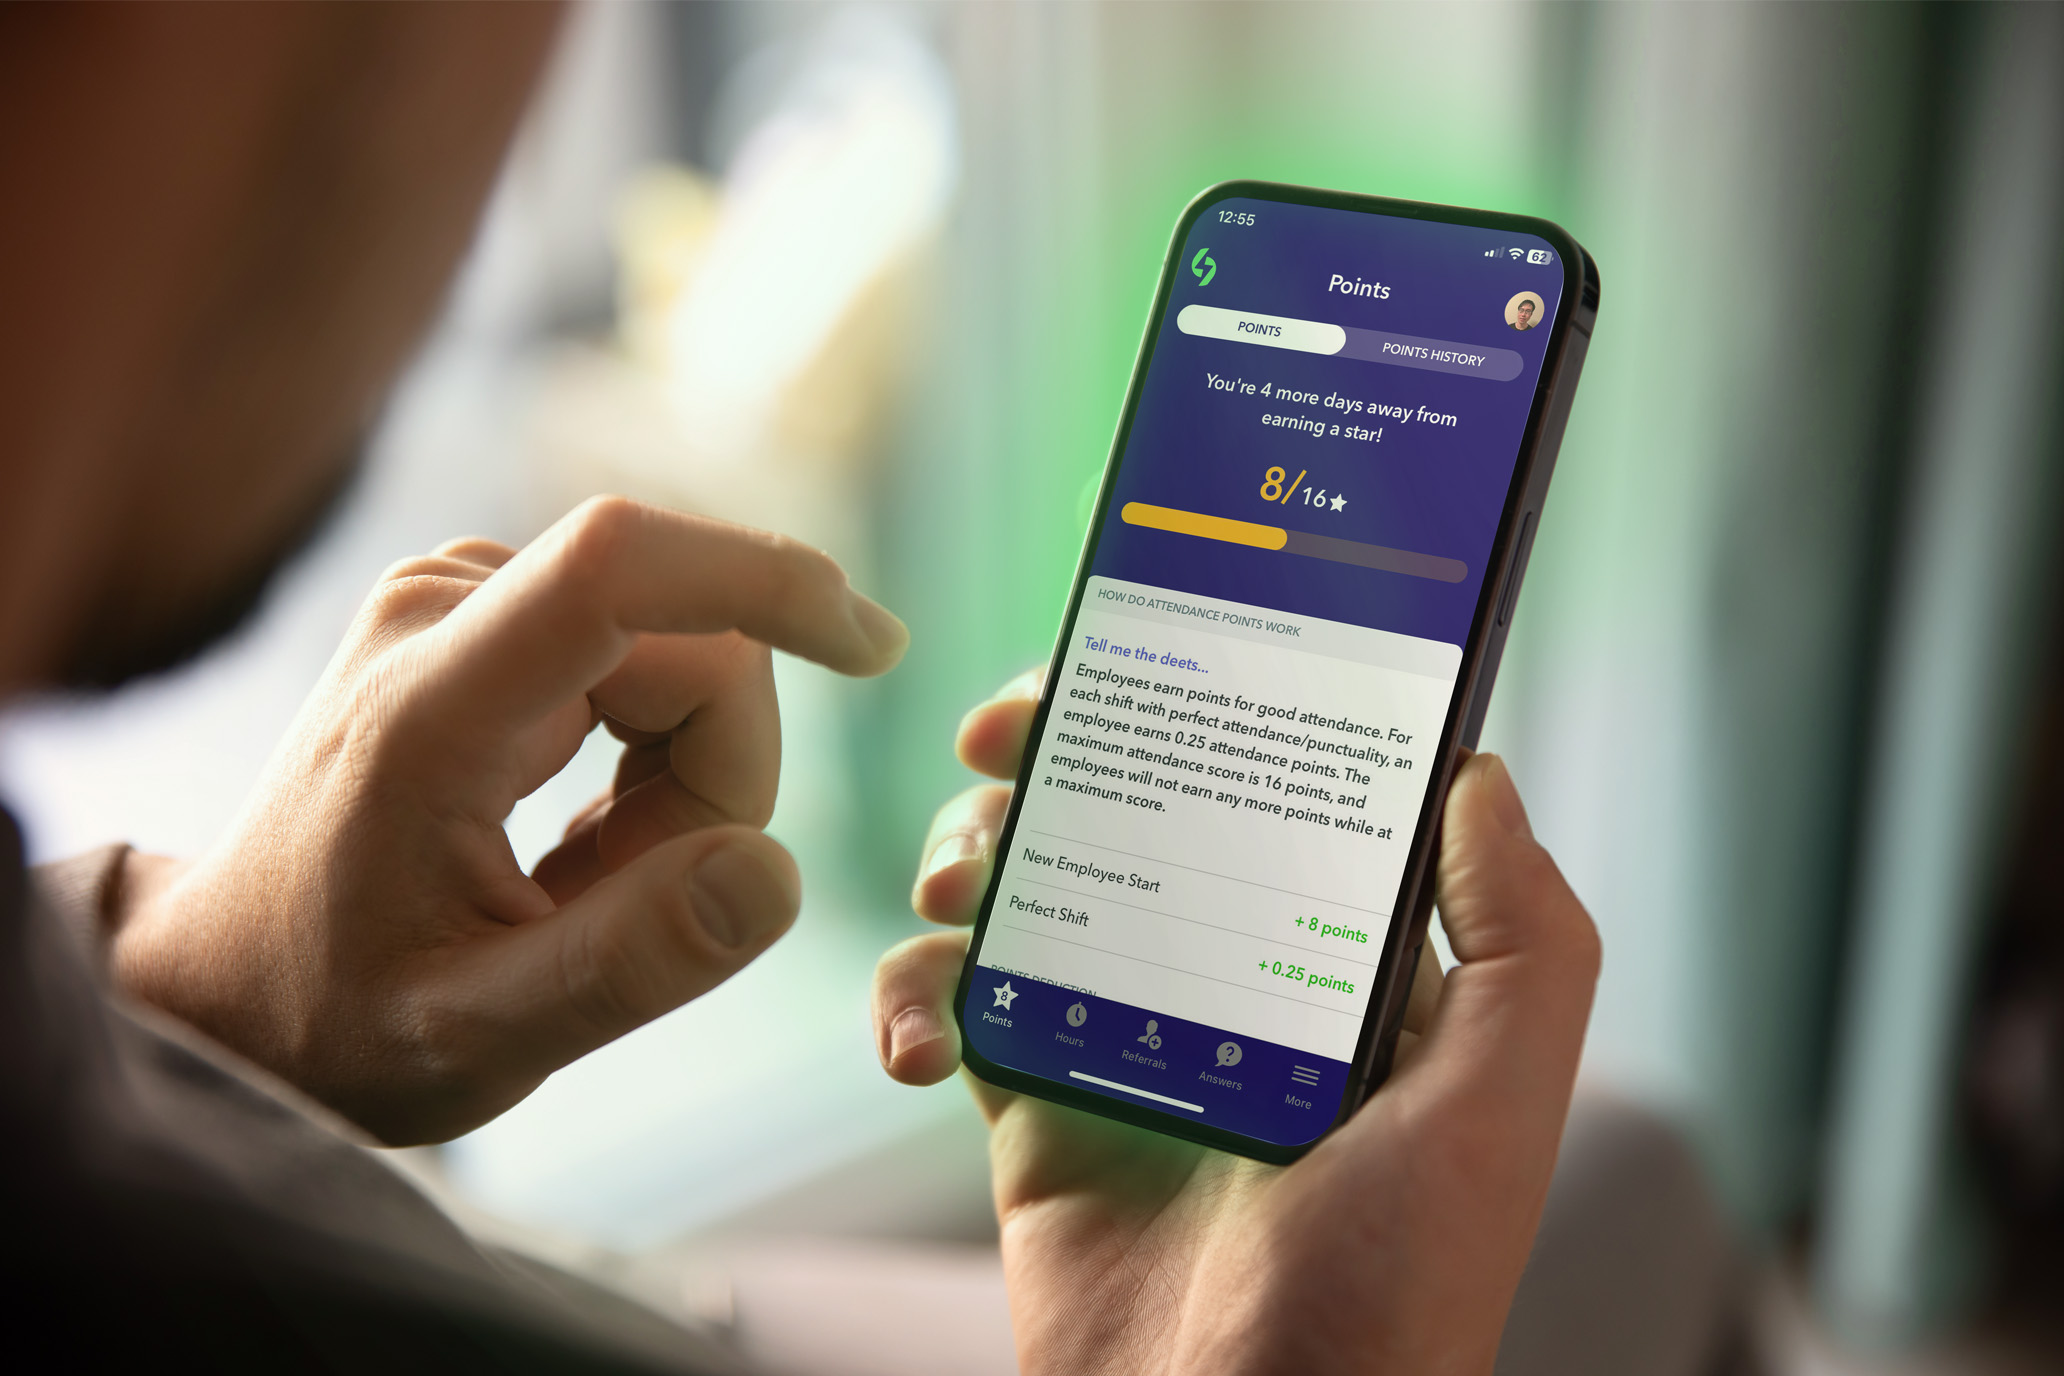 12:55
62
Points
POINTS
POINTS HISTORY
You're 4 more days away from
earning a star!
8/16
HOW DO ATTENDANCE POINTS WORK
Tell me the deets...
Employees earn points for good attendance. For
each shift with perfect attendance/punctuality, an
employee earns 0.25 attendance points. The
maximum attendance score is 16 points, and
employees will not earn any more points while at
a maximum score.
New Employee Start
+ 8 points
Perfect Shift
+ 0.25 points
POINTS DEDUCTION
8
Points
Hours
Referrals
?
Answers
More